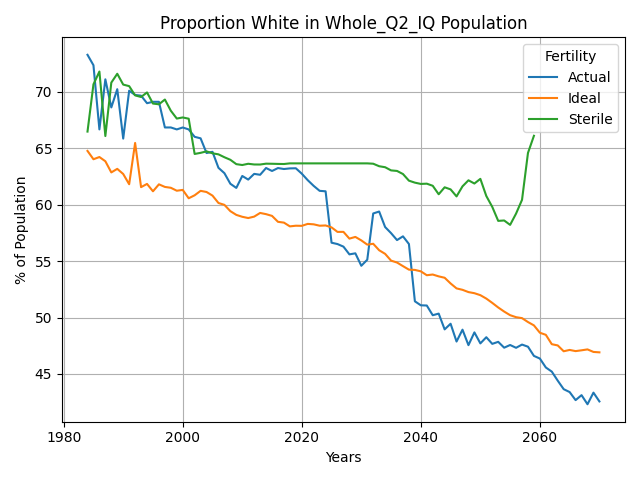 Proportion White in Whole_Q2_IQ Population
Fertility
Actual
Ideal
Sterile
% of Population
70
65
60
55
50
45
1980
2000
2020
2040
2060
Years